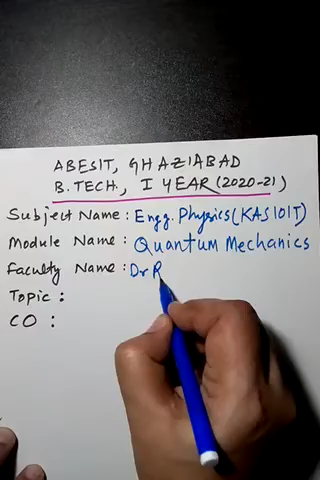 ABESIT, GHAZIABAD
B.TECH., I YEAR (2020-21)
Subject Name: Engg. Physics (KAS101T)
Module Name: Quantum Mechanics
Faculty Name: Dr R
Topic:
CO: